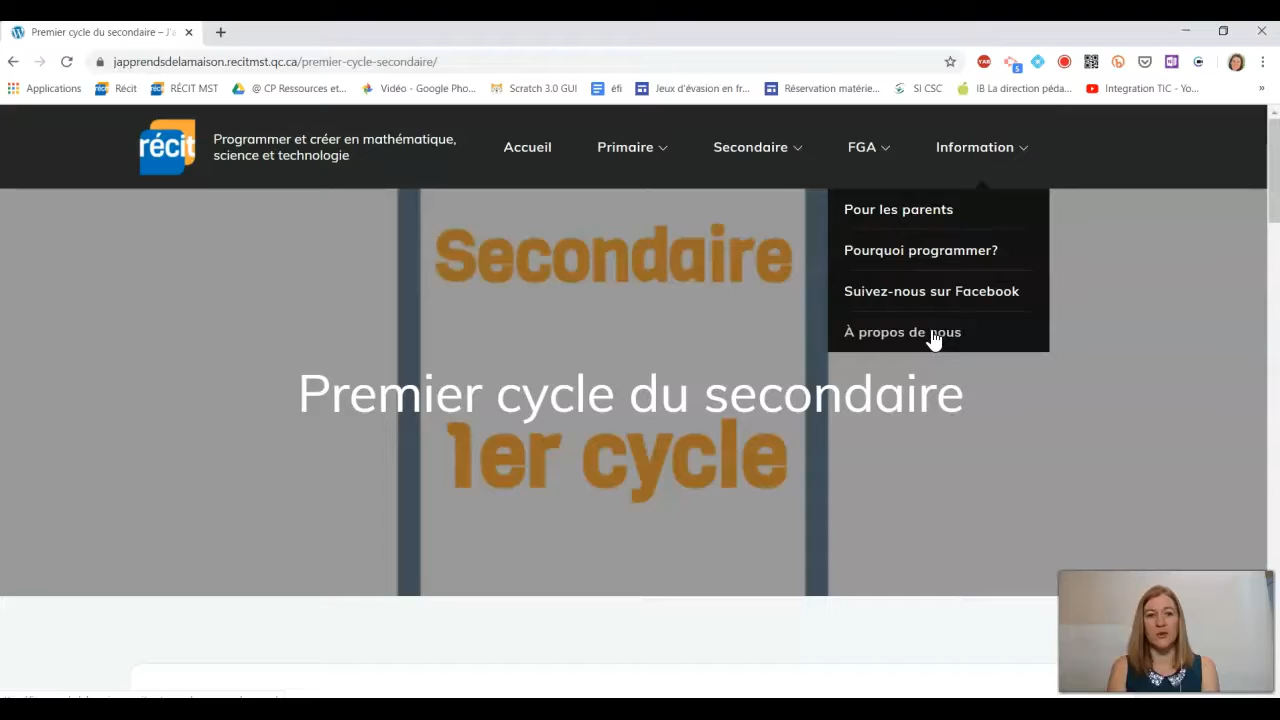 Premier cycle du secondaire – J'a
japprendsdelamaison.recitmst.qc.ca/premier-cycle-secondaire/
Applications
Récit
RÉCIT MST
@ CP Ressources et...
Vidéo - Google Pho...
Scratch 3.0 GUI
éfi
Jeux d'évasion en fr...
Réservation matérie...
SI CSC
IB La direction péda...
Integration TIC - Yo...
»
récit
Programmer et créer en mathématique,
science et technologie
Accueil
Primaire
Secondaire
FGA
Information
Pour les parents
Pourquoi programmer?
Suivez-nous sur Facebook
À propos de nous
Secondaire
Premier cycle du secondaire
1er cycle